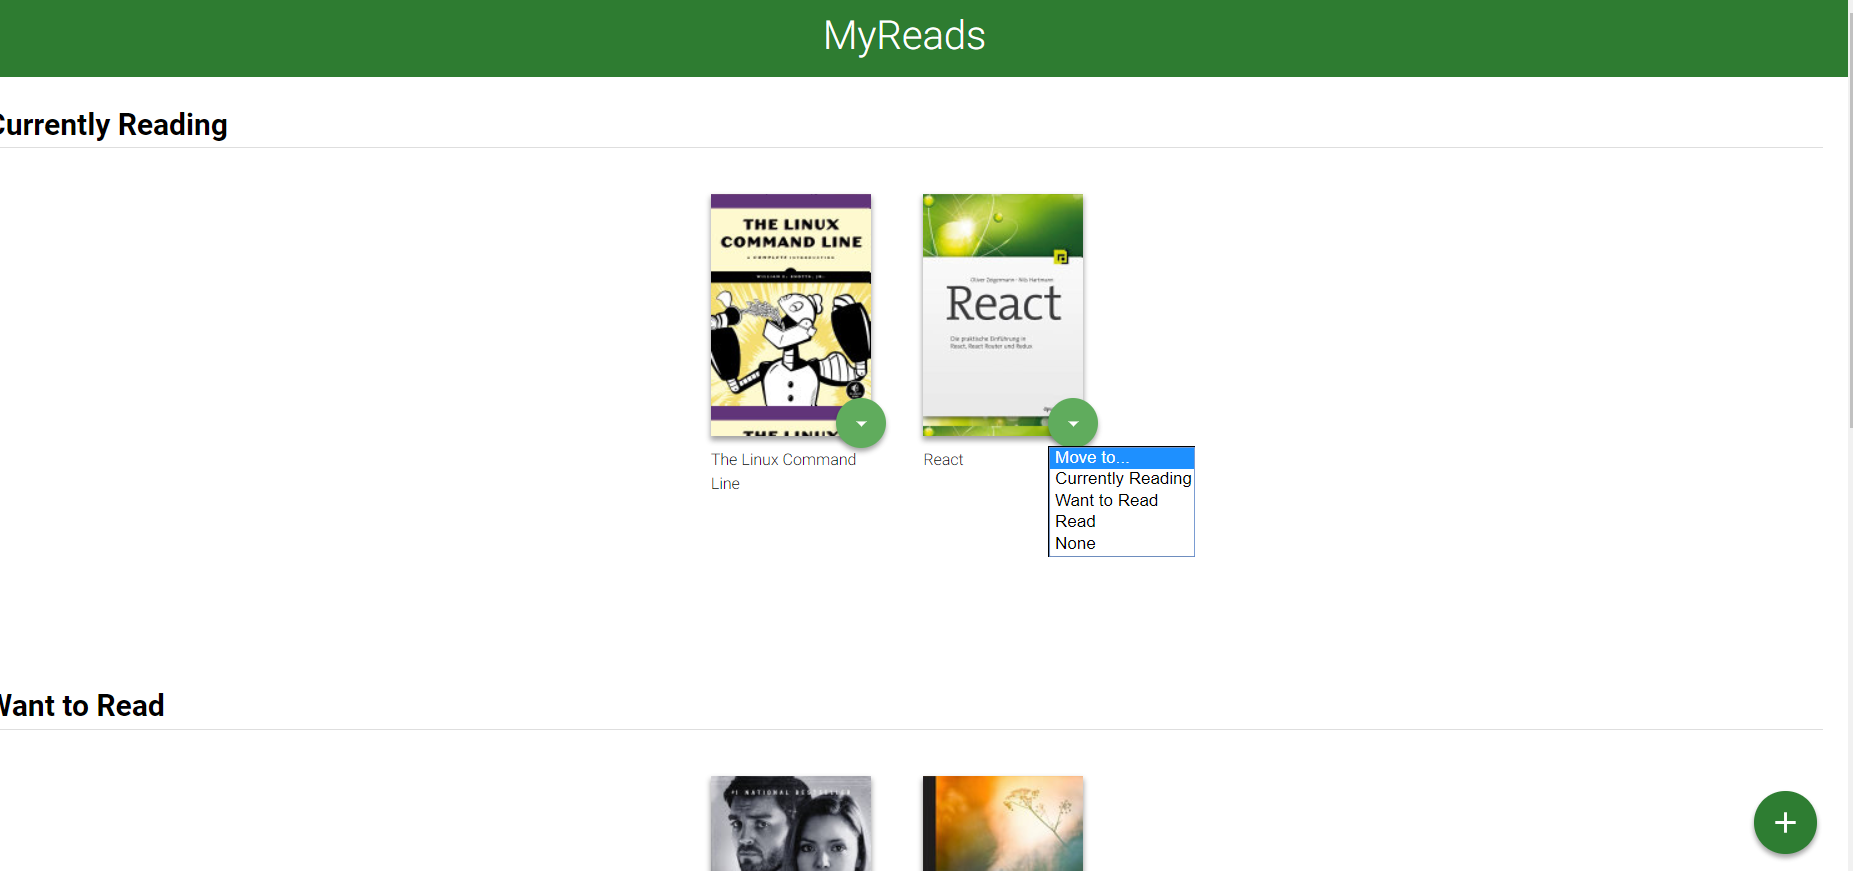 MyReads
Currently Reading
THE LINUX
COMMAND LINE
A COMPLETE INTRODUCTION
WILLIAM E. SHOTTS, JR.
THE LINUX
Oliver Zeigermann · Nils Hartmann
React
Die praktische Einführung in
React, React Router und Redux
The Linux Command
Line
React
Move to...
Currently Reading
Want to Read
Read
None
Want to Read
#1 NATIONAL BESTSELLER